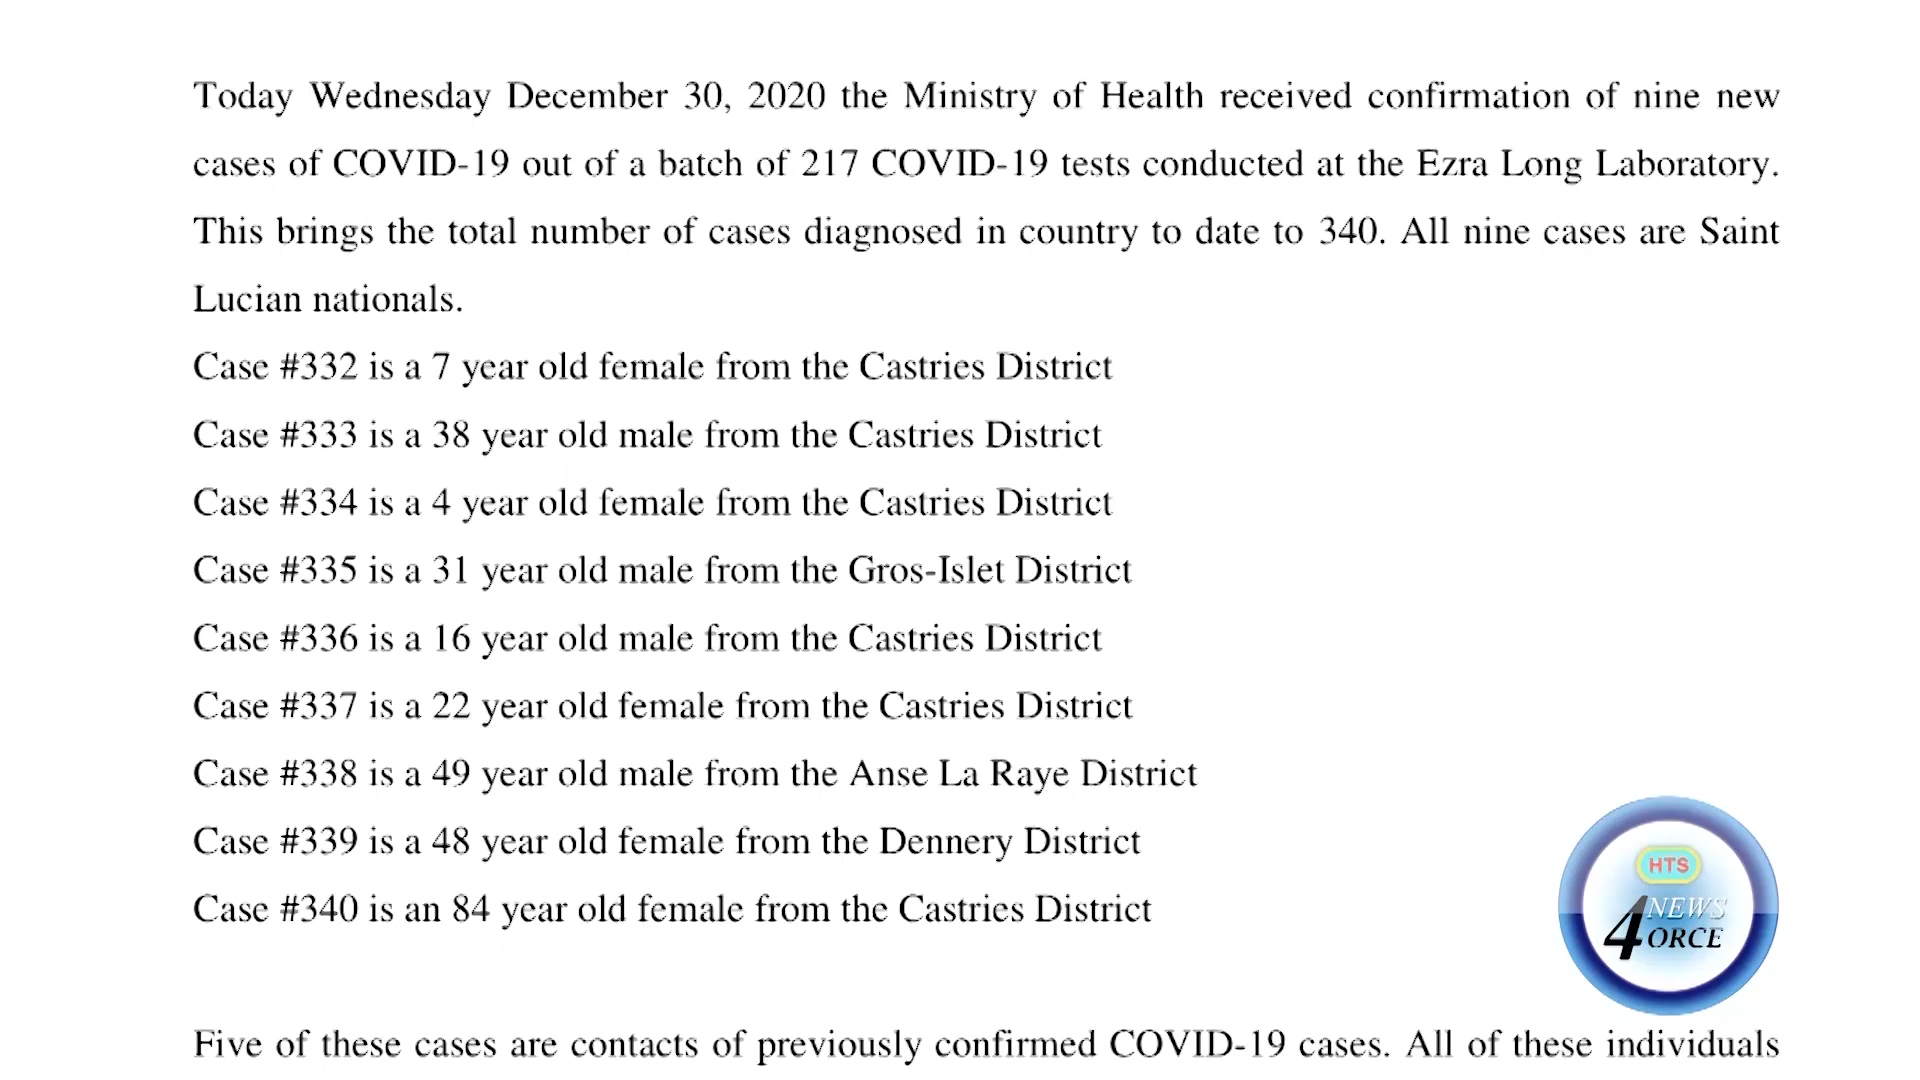 Today Wednesday December 30, 2020 the Ministry of Health received confirmation of nine new
cases of COVID-19 out of a batch of 217 COVID-19 tests conducted at the Ezra Long Laboratory.
This brings the total number of cases diagnosed in country to date to 340. All nine cases are Saint
Lucian nationals.
Case #332 is a 7 year old female from the Castries District
Case #333 is a 38 year old male from the Castries District
Case #334 is a 4 year old female from the Castries District
Case #335 is a 31 year old male from the Gros-Islet District
Case #336 is a 16 year old male from the Castries District
Case #337 is a 22 year old female from the Castries District
Case #338 is a 49 year old male from the Anse La Raye District
Case #339 is a 48 year old female from the Dennery District
Case #340 is an 84 year old female from the Castries District
HTS
NEWS
4ORCE
Five of these cases are contacts of previously confirmed COVID-19 cases. All of these individuals